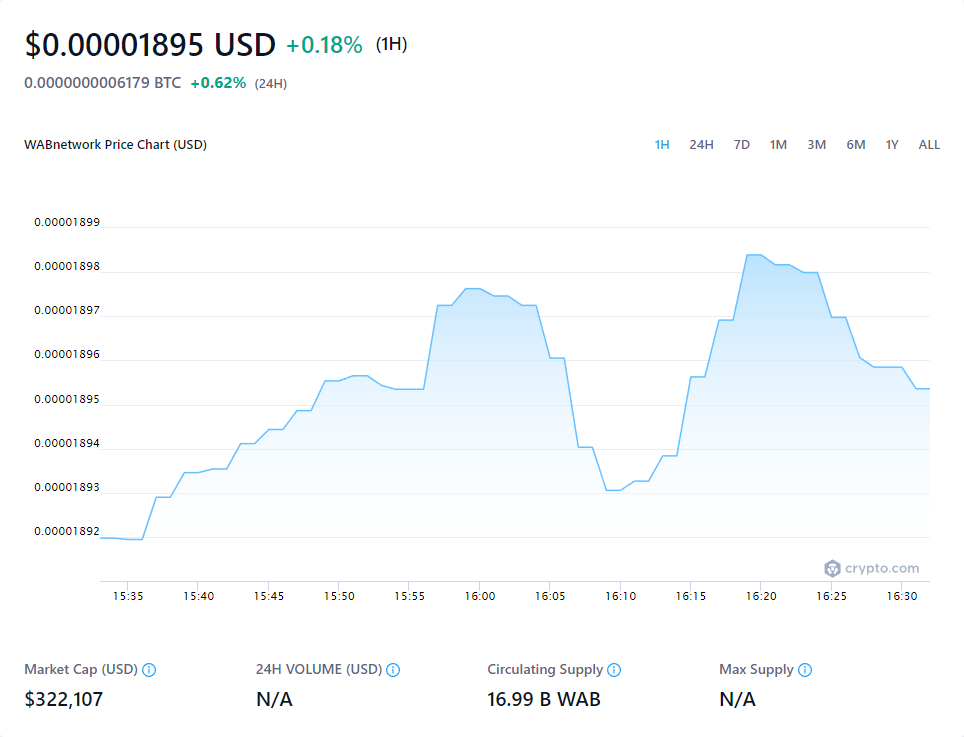 $0.00001895 USD +0.18% (1H)
0.0000000006179 BTC +0.62% (24H)
WABnetwork Price Chart (USD) 1H 24H 7D 1M 3M 6M 1Y ALL
0.00001899
0.00001898
0.00001897
0.00001896
0.00001895
0.00001894
0.00001893
0.00001892
crypto.com
15:35 15:40 15:45 15:50 15:55 16:00 16:05 16:10 16:15 16:20 16:25 16:30
Market Cap (USD) 24H VOLUME (USD) Circulating Supply Max Supply
$322,107 N/A 16.99 B WAB N/A